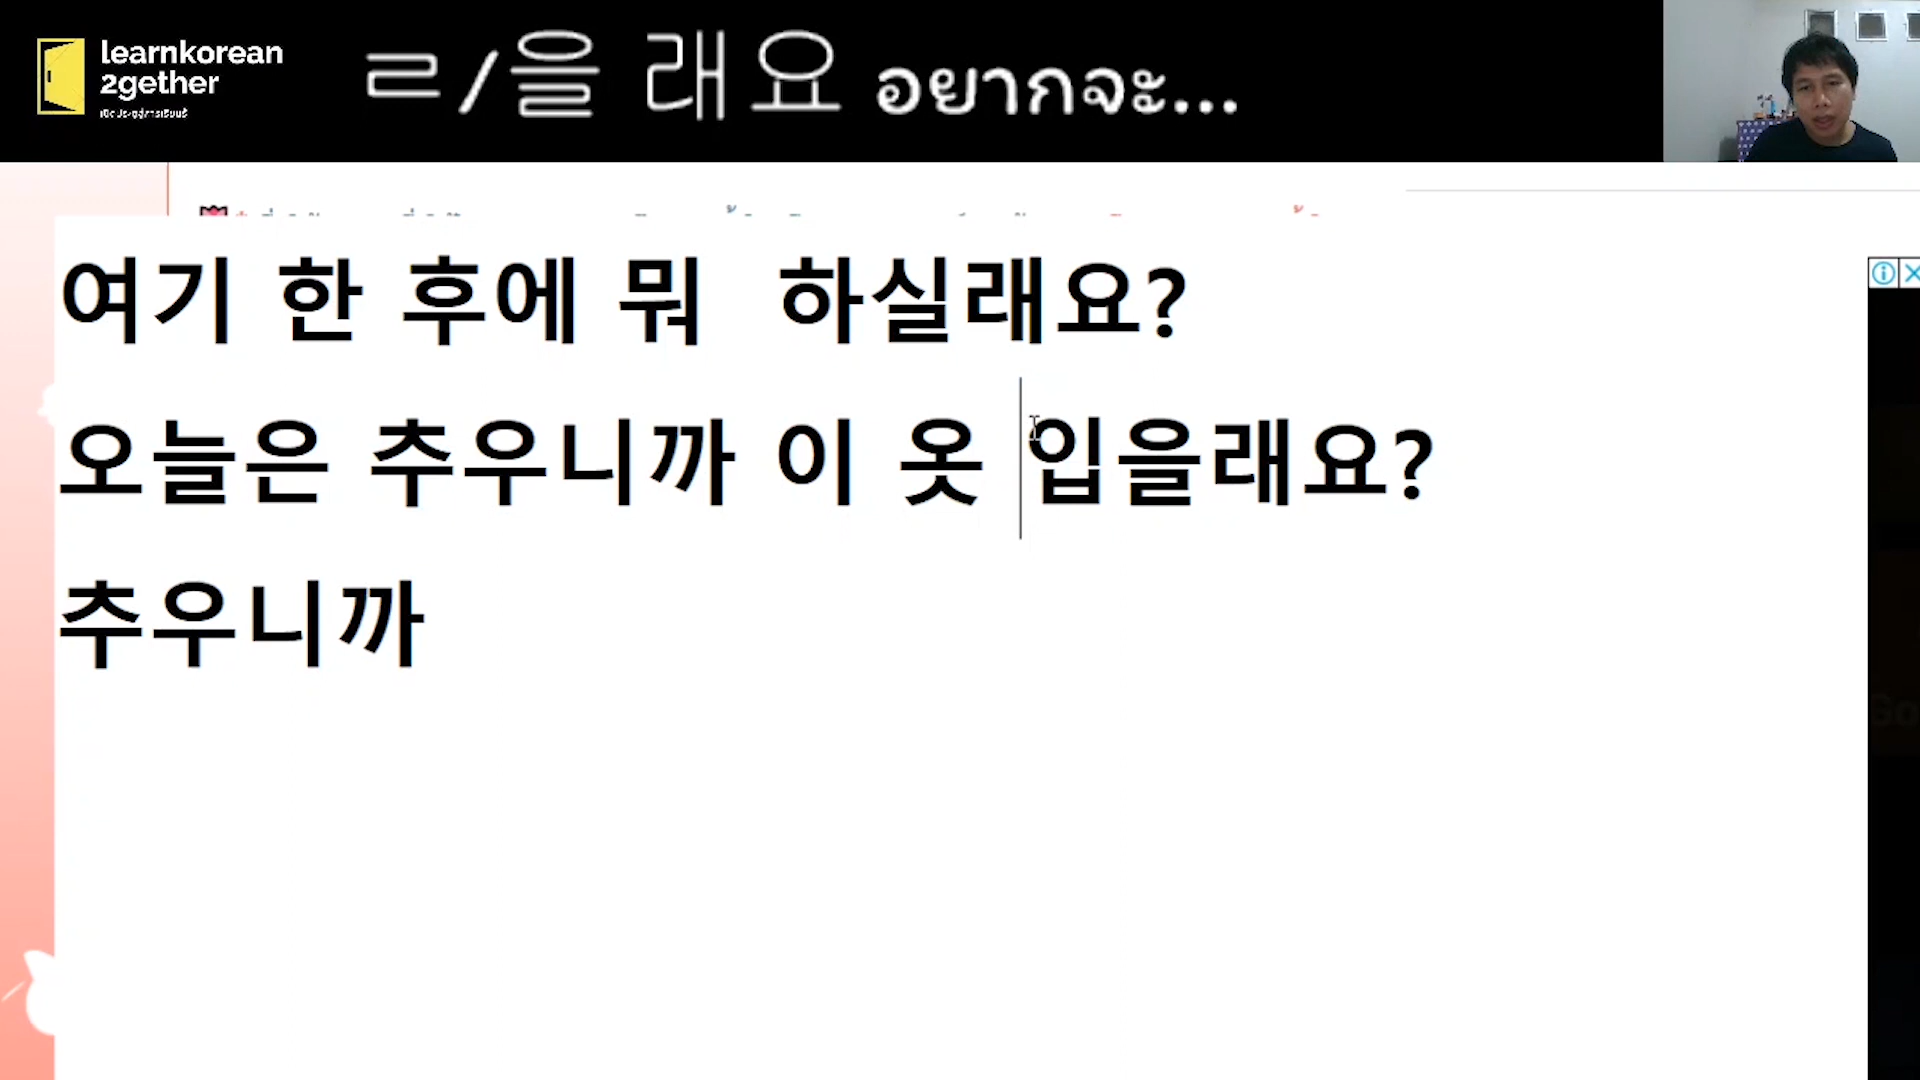 learnkorean
2gether
ㄹ/을 래요 อยากจะ...
여기 한 후에 뭐 하실래요?
오늘은 추우니까 이 옷 입을래요?
추우니까